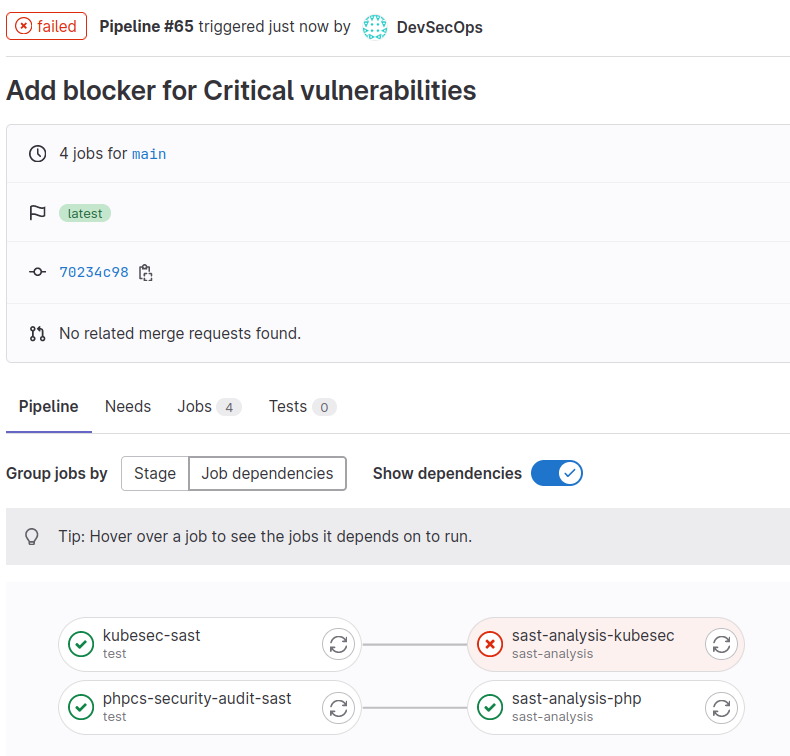 failed Pipeline #65 triggered just now by DevSecOps
Add blocker for Critical vulnerabilities
4 jobs for main
latest
70234c98
No related merge requests found.
Pipeline Needs Jobs 4 Tests 0
Group jobs by Stage Job dependencies Show dependencies
Tip: Hover over a job to see the jobs it depends on to run.
kubesec-sast
test
sast-analysis-kubesec
sast-analysis
phpcs-security-audit-sast
test
sast-analysis-php
sast-analysis